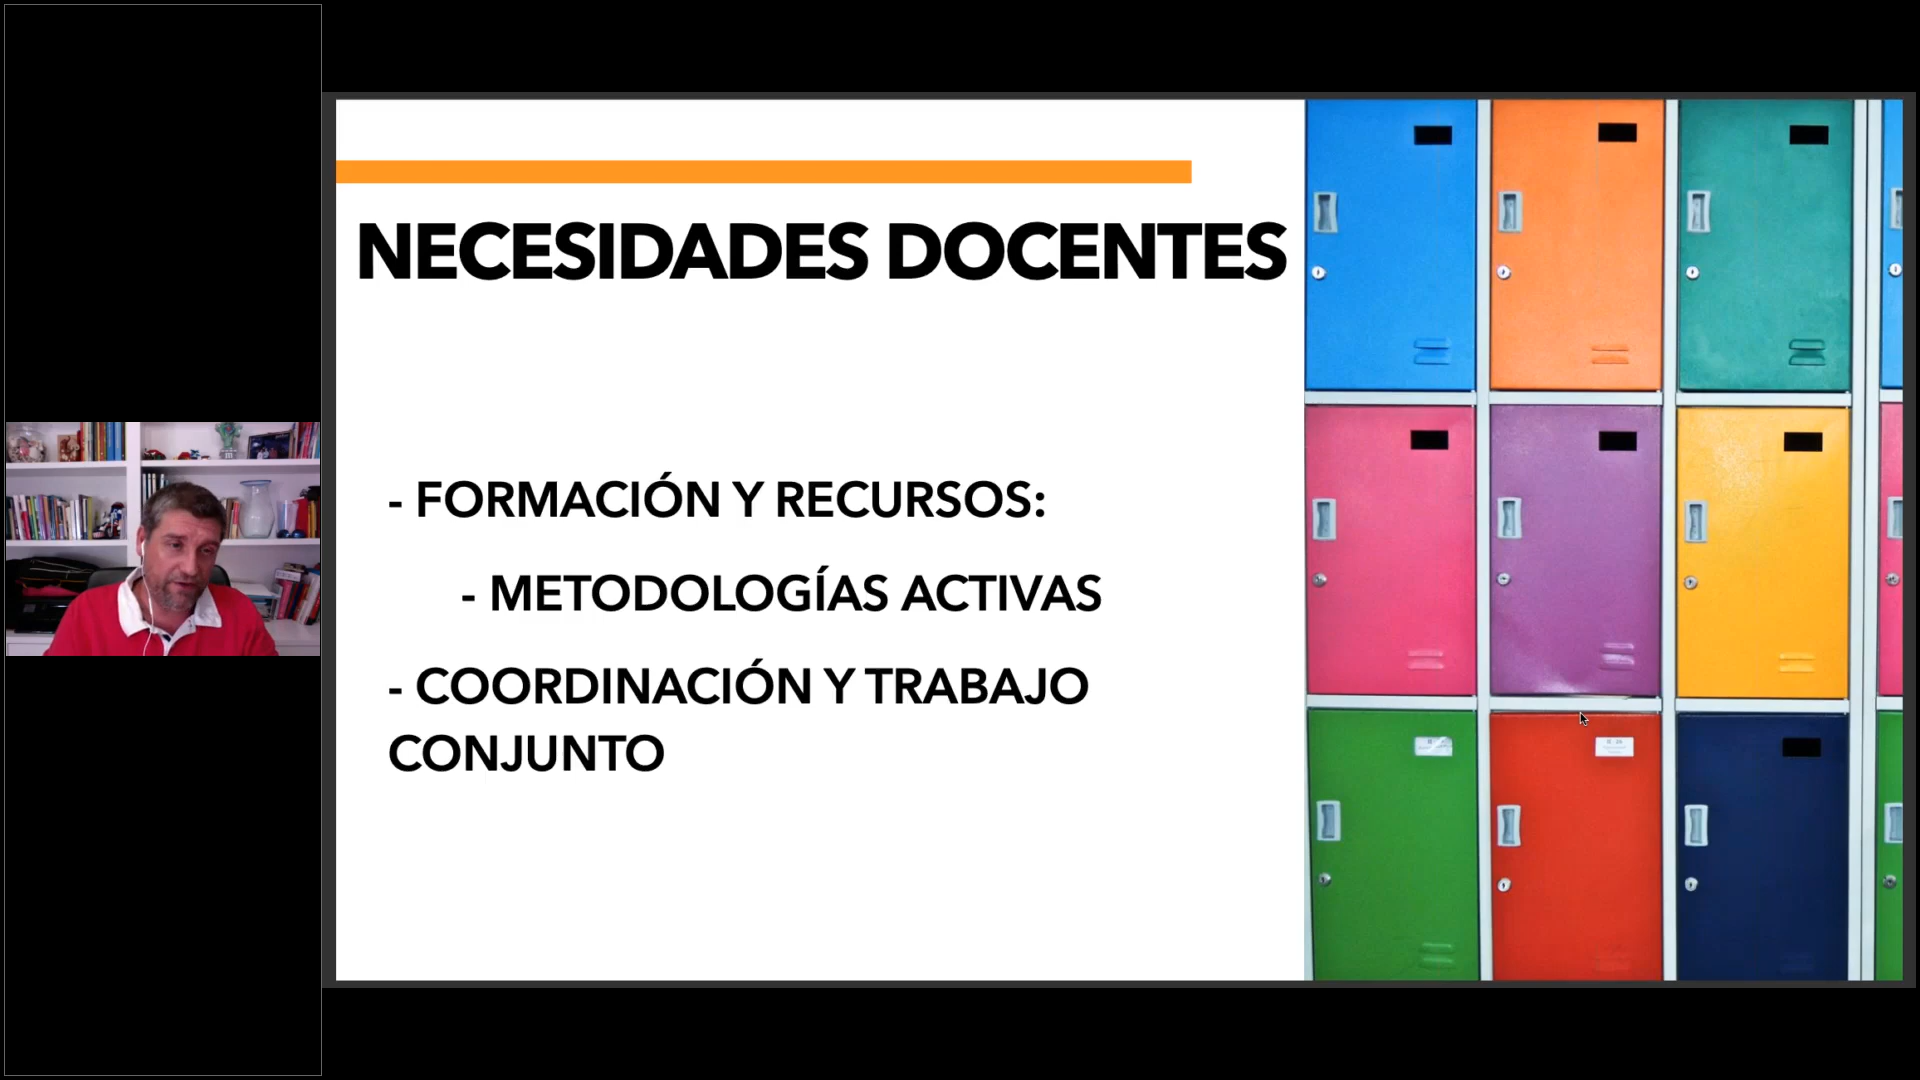 NECESIDADES DOCENTES
- FORMACIÓN Y RECURSOS:
- METODOLOGÍAS ACTIVAS
- COORDINACIÓN Y TRABAJO
CONJUNTO